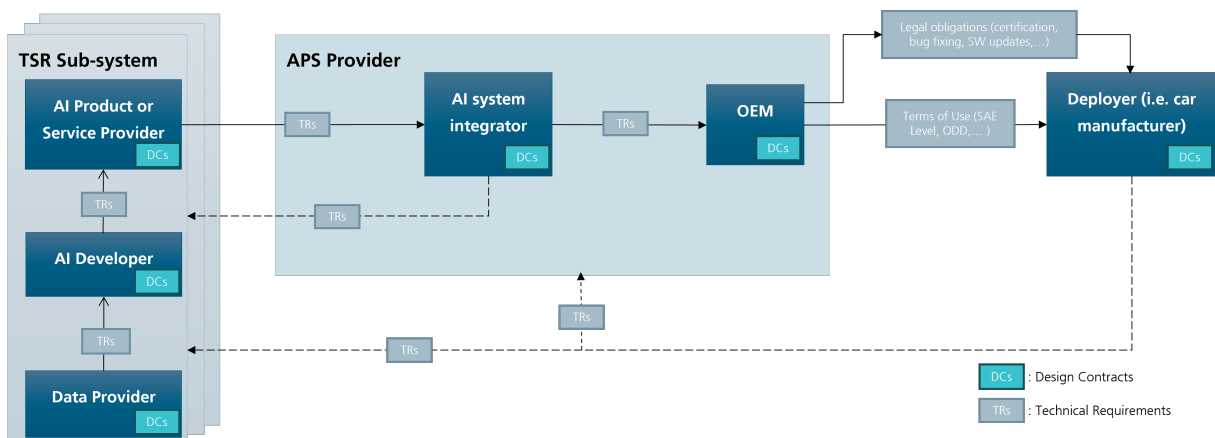 TSR Sub-system
AI Product or
Service Provider
DCs
TRs
AI Developer
DCs
TRs
Data Provider
DCs
APS Provider
TRs
AI system
integrator
DCs
TRs
OEM
DCs
TRs
Legal obligations (certification,
bug fixing, SW updates,...)
Terms of Use (SAE
Level, ODD,... )
Deployer (i.e. car
manufacturer)
DCs
TRs
TRs
DCs : Design Contracts
TRs : Technical Requirements